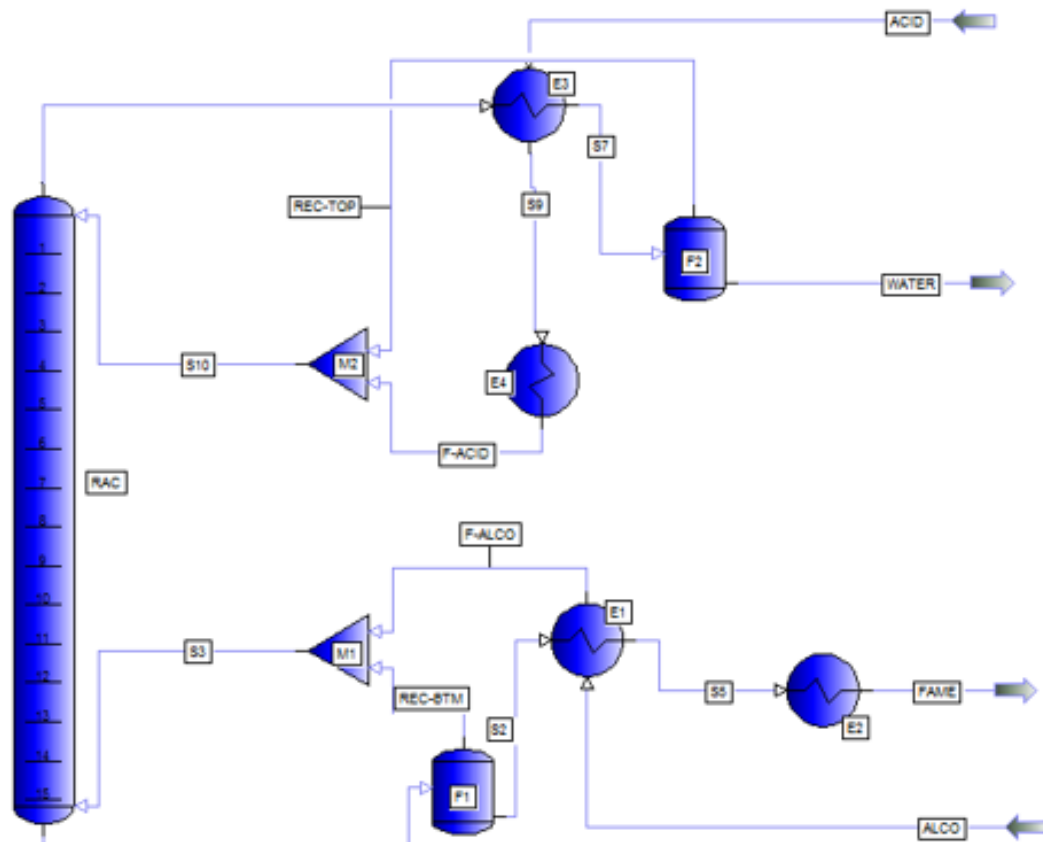 ACID
E3
S7
REC-TOP
S9
F2
WATER
1
2
3
4
5
6
7
8
9
10
11
12
13
14
15
M2
S10
E4
F-ACID
RAC
F-ALCO
E1
M1
S3
REC-BTM
S2
S5
FAME
E2
F1
ALCO